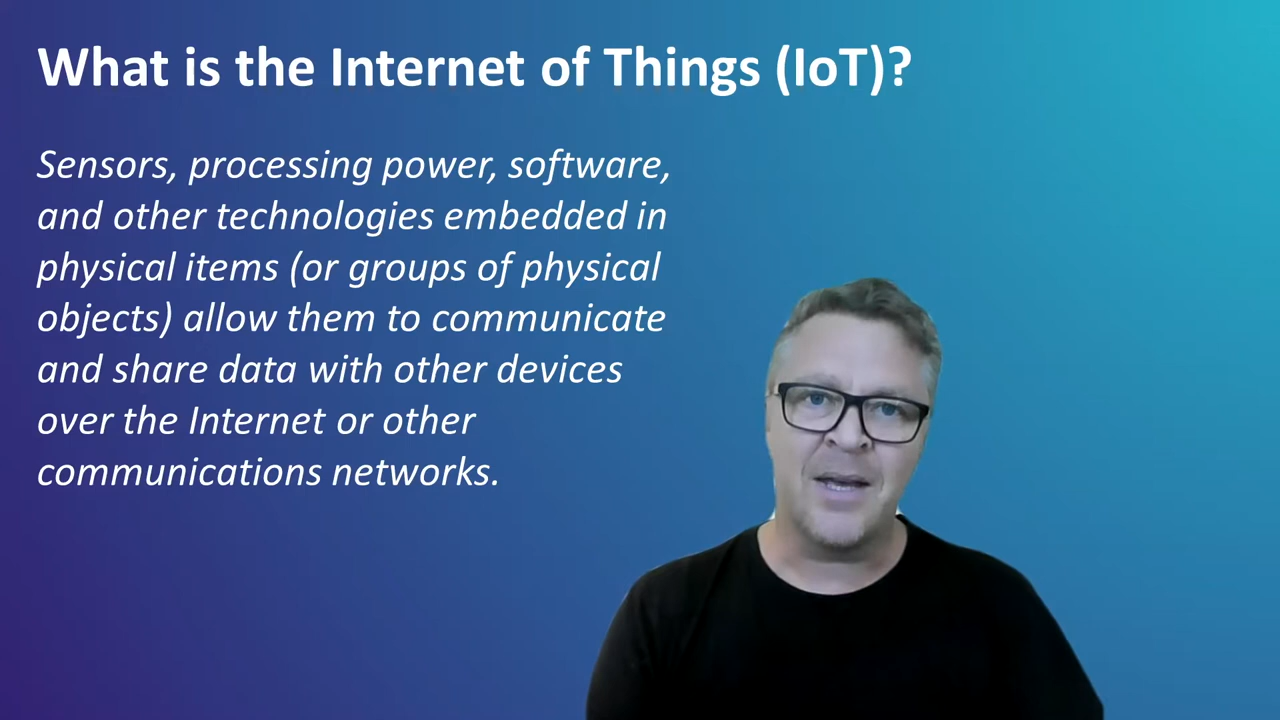 What is the Internet of Things (IoT)?
Sensors, processing power, software,
and other technologies embedded in
physical items (or groups of physical
objects) allow them to communicate
and share data with other devices
over the Internet or other
communications networks.